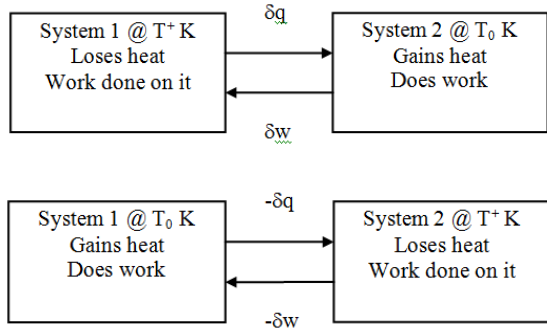 δq
System 1 @ T⁺ K
Loses heat
Work done on it
System 2 @ T₀ K
Gains heat
Does work
δw
System 1 @ T₀ K
Gains heat
Does work
-δq
System 2 @ T⁺ K
Loses heat
Work done on it
-δw